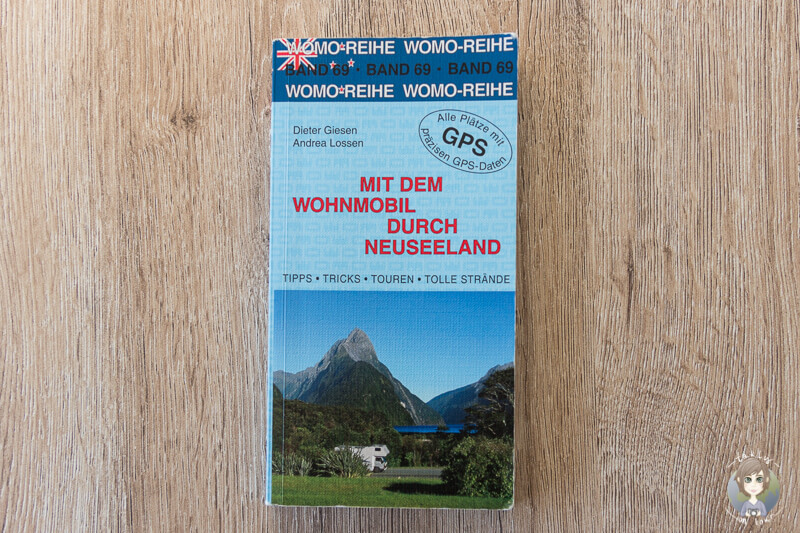 WOMO-REIHE WOMO-REIHE
BAND 69 · BAND 69 · BAND 69
WOMO-REIHE WOMO-REIHE
Dieter Giesen
Andrea Lossen
Alle Plätze mit
GPS
präzisen GPS-Daten
MIT DEM
WOHNMOBIL
DURCH
NEUSEELAND
TIPPS • TRICKS • TOUREN • TOLLE STRÄNDE